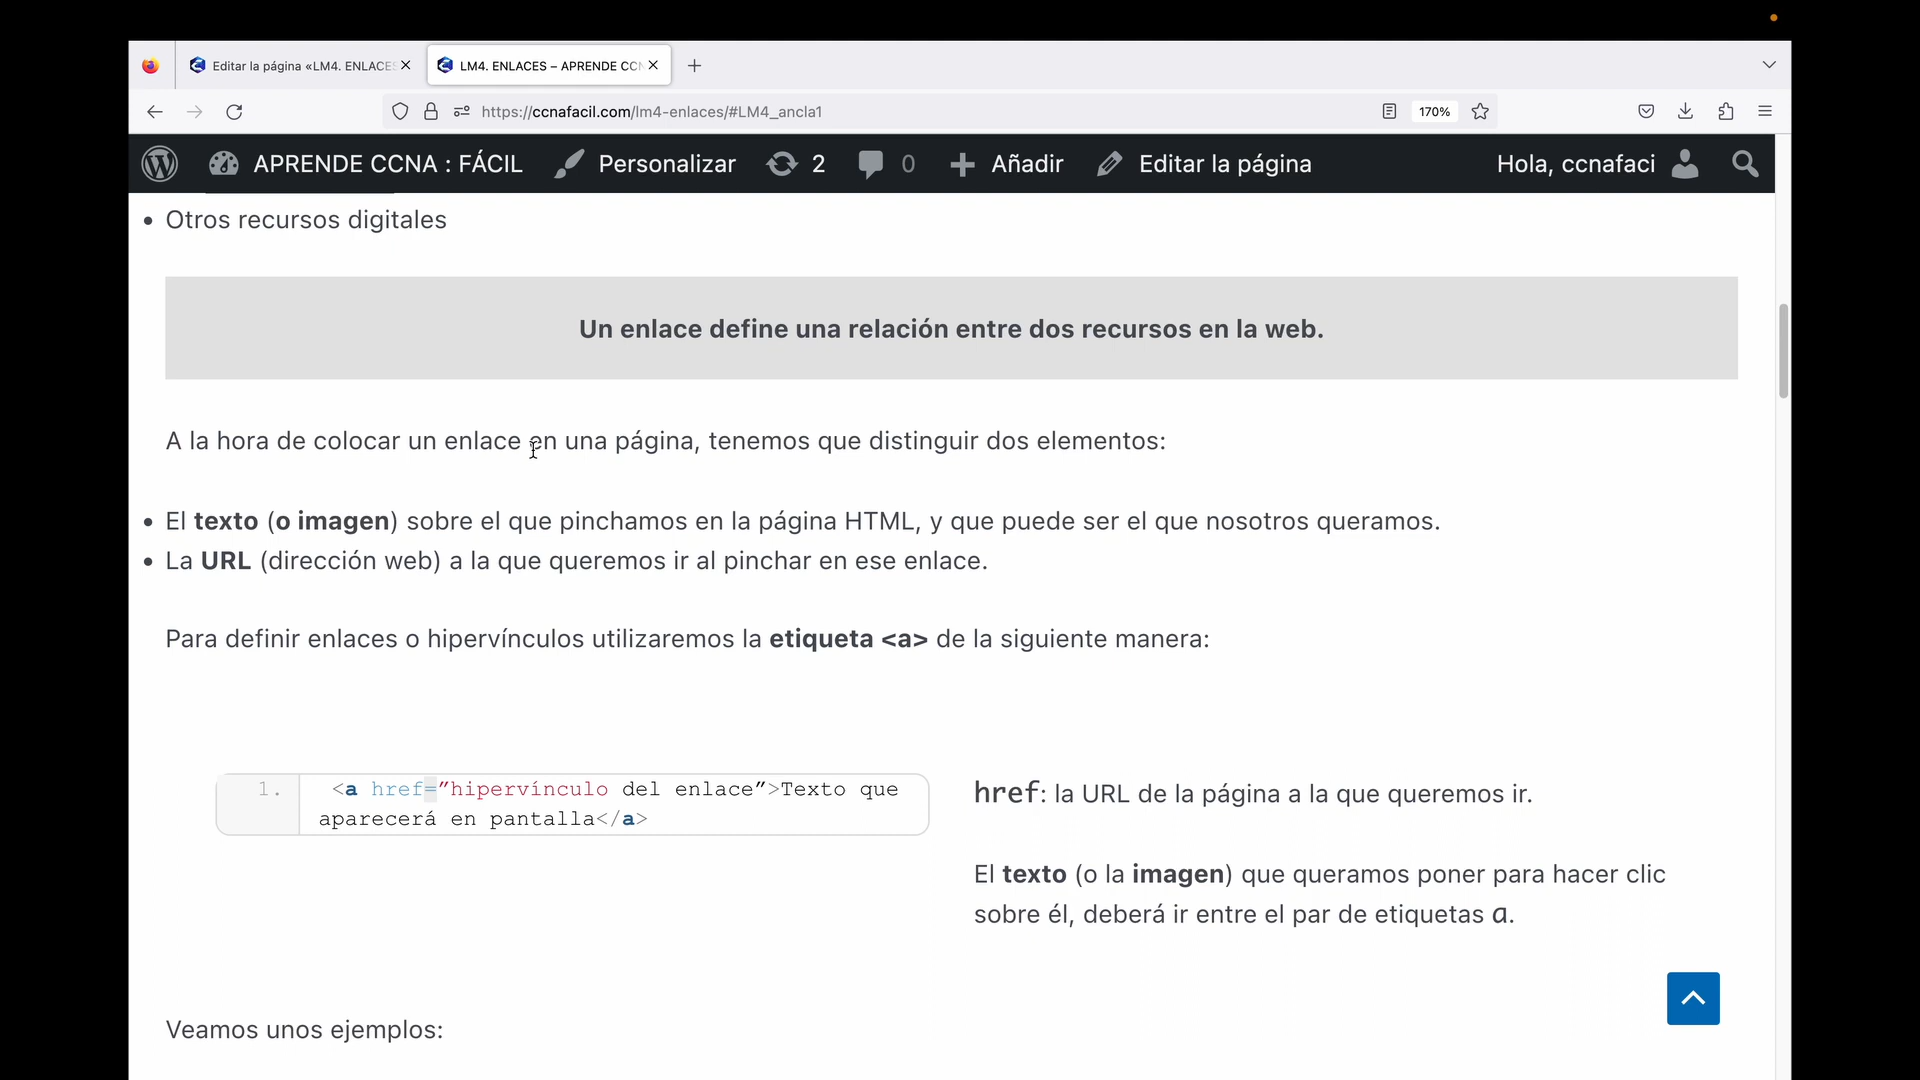 Editar la página «LM4. ENLACES
LM4. ENLACES – APRENDE CCN
https://ccnafacil.com/lm4-enlaces/#LM4_ancla1
170%
APRENDE CCNA : FÁCIL
Personalizar
2
0
Añadir
Editar la página
Hola, ccnafaci
• Otros recursos digitales
Un enlace define una relación entre dos recursos en la web.
A la hora de colocar un enlace en una página, tenemos que distinguir dos elementos:
• El texto (o imagen) sobre el que pinchamos en la página HTML, y que puede ser el que nosotros queramos.
• La URL (dirección web) a la que queremos ir al pinchar en ese enlace.
Para definir enlaces o hipervínculos utilizaremos la etiqueta <a> de la siguiente manera:
1. <a href=”hipervínculo del enlace”>Texto que
aparecerá en pantalla</a>
href: la URL de la página a la que queremos ir.
El texto (o la imagen) que queramos poner para hacer clic
sobre él, deberá ir entre el par de etiquetas a.
Veamos unos ejemplos: